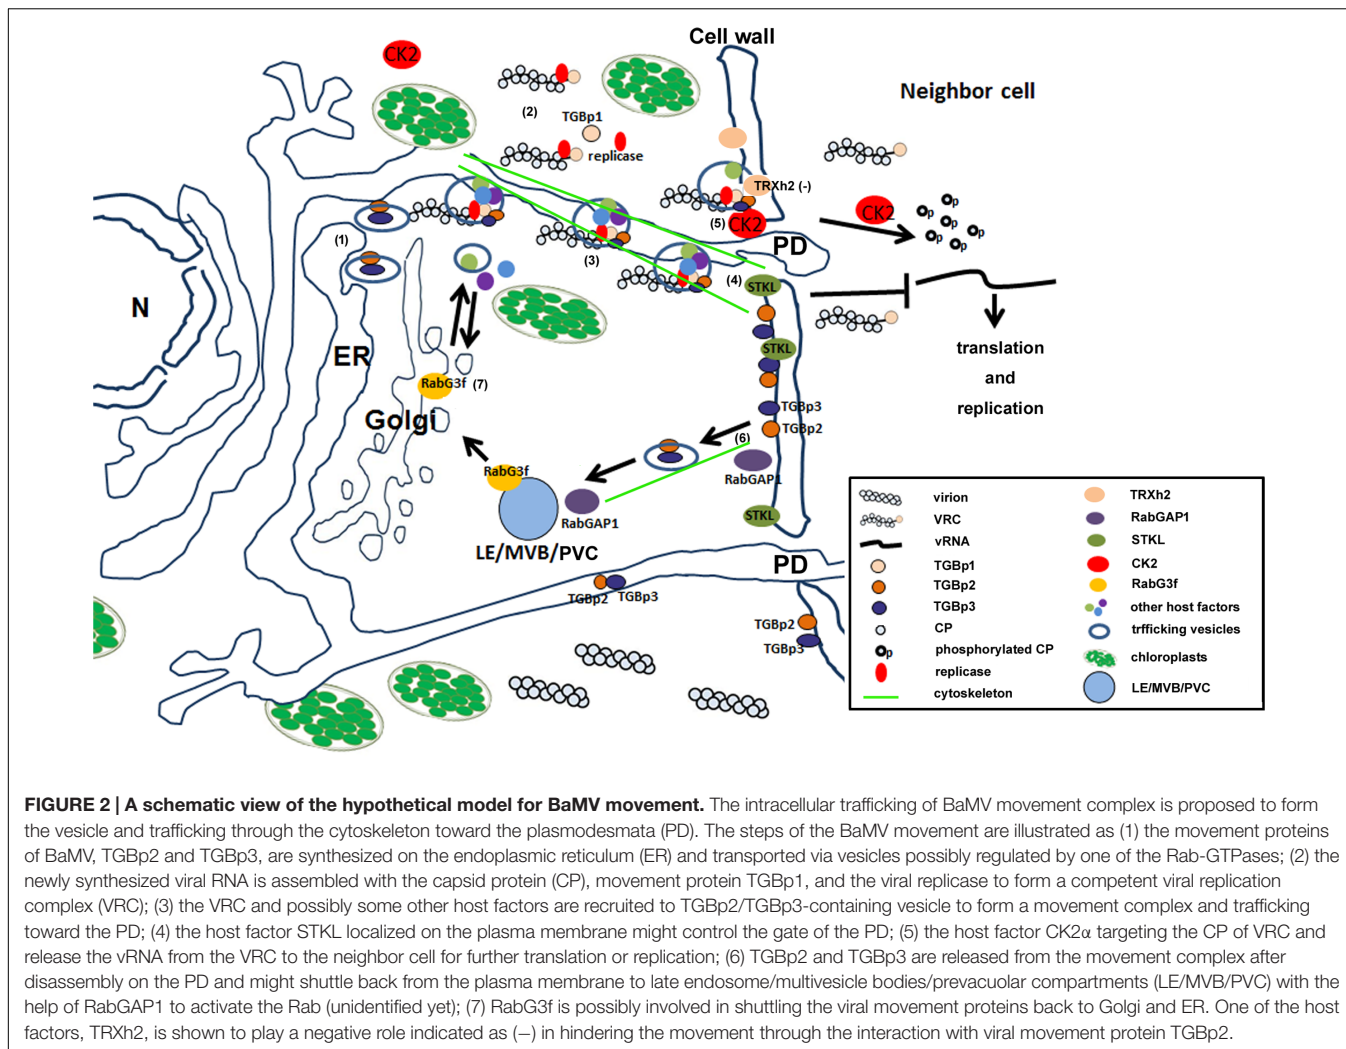 Cell wall
CK2
Neighbor cell
(2)
TGBp1
replicase
TRXh2 (-)
(5)
CK2
CK2
p
p
p
p
p
p
PD
(1)
(3)
(4)
STKL
N
ER
STKL
translation
and
replication
RabG3f (7)
Golgi
TGBp3
TGBp2
(6)
RabG3f
RabGAP1
RabGAP1
STKL
LE/MVB/PVC
PD
TGBp2 TGBp3
TGBp2
TGBp3
virion
VRC
vRNA
TGBp1
TGBp2
TGBp3
CP
p phosphorylated CP
replicase
cytoskeleton
TRXh2
RabGAP1
STKL
CK2
RabG3f
other host factors
trfficking vesicles
chloroplasts
LE/MVB/PVC
FIGURE 2 | A schematic view of the hypothetical model for BaMV movement. The intracellular trafficking of BaMV movement complex is proposed to form
the vesicle and trafficking through the cytoskeleton toward the plasmodesmata (PD). The steps of the BaMV movement are illustrated as (1) the movement proteins
of BaMV, TGBp2 and TGBp3, are synthesized on the endoplasmic reticulum (ER) and transported via vesicles possibly regulated by one of the Rab-GTPases; (2) the
newly synthesized viral RNA is assembled with the capsid protein (CP), movement protein TGBp1, and the viral replicase to form a competent viral replication
complex (VRC); (3) the VRC and possibly some other host factors are recruited to TGBp2/TGBp3-containing vesicle to form a movement complex and trafficking
toward the PD; (4) the host factor STKL localized on the plasma membrane might control the gate of the PD; (5) the host factor CK2α targeting the CP of VRC and
release the vRNA from the VRC to the neighbor cell for further translation or replication; (6) TGBp2 and TGBp3 are released from the movement complex after
disassembly on the PD and might shuttle back from the plasma membrane to late endosome/multivesicle bodies/prevacuolar compartments (LE/MVB/PVC) with the
help of RabGAP1 to activate the Rab (unidentified yet); (7) RabG3f is possibly involved in shuttling the viral movement proteins back to Golgi and ER. One of the host
factors, TRXh2, is shown to play a negative role indicated as (−) in hindering the movement through the interaction with viral movement protein TGBp2.